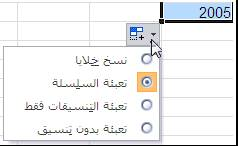 2005
نسخ خلايا
تعبئة السلسلة
تعبئة التنسيقات فقط
تعبئة بدون تنسيق